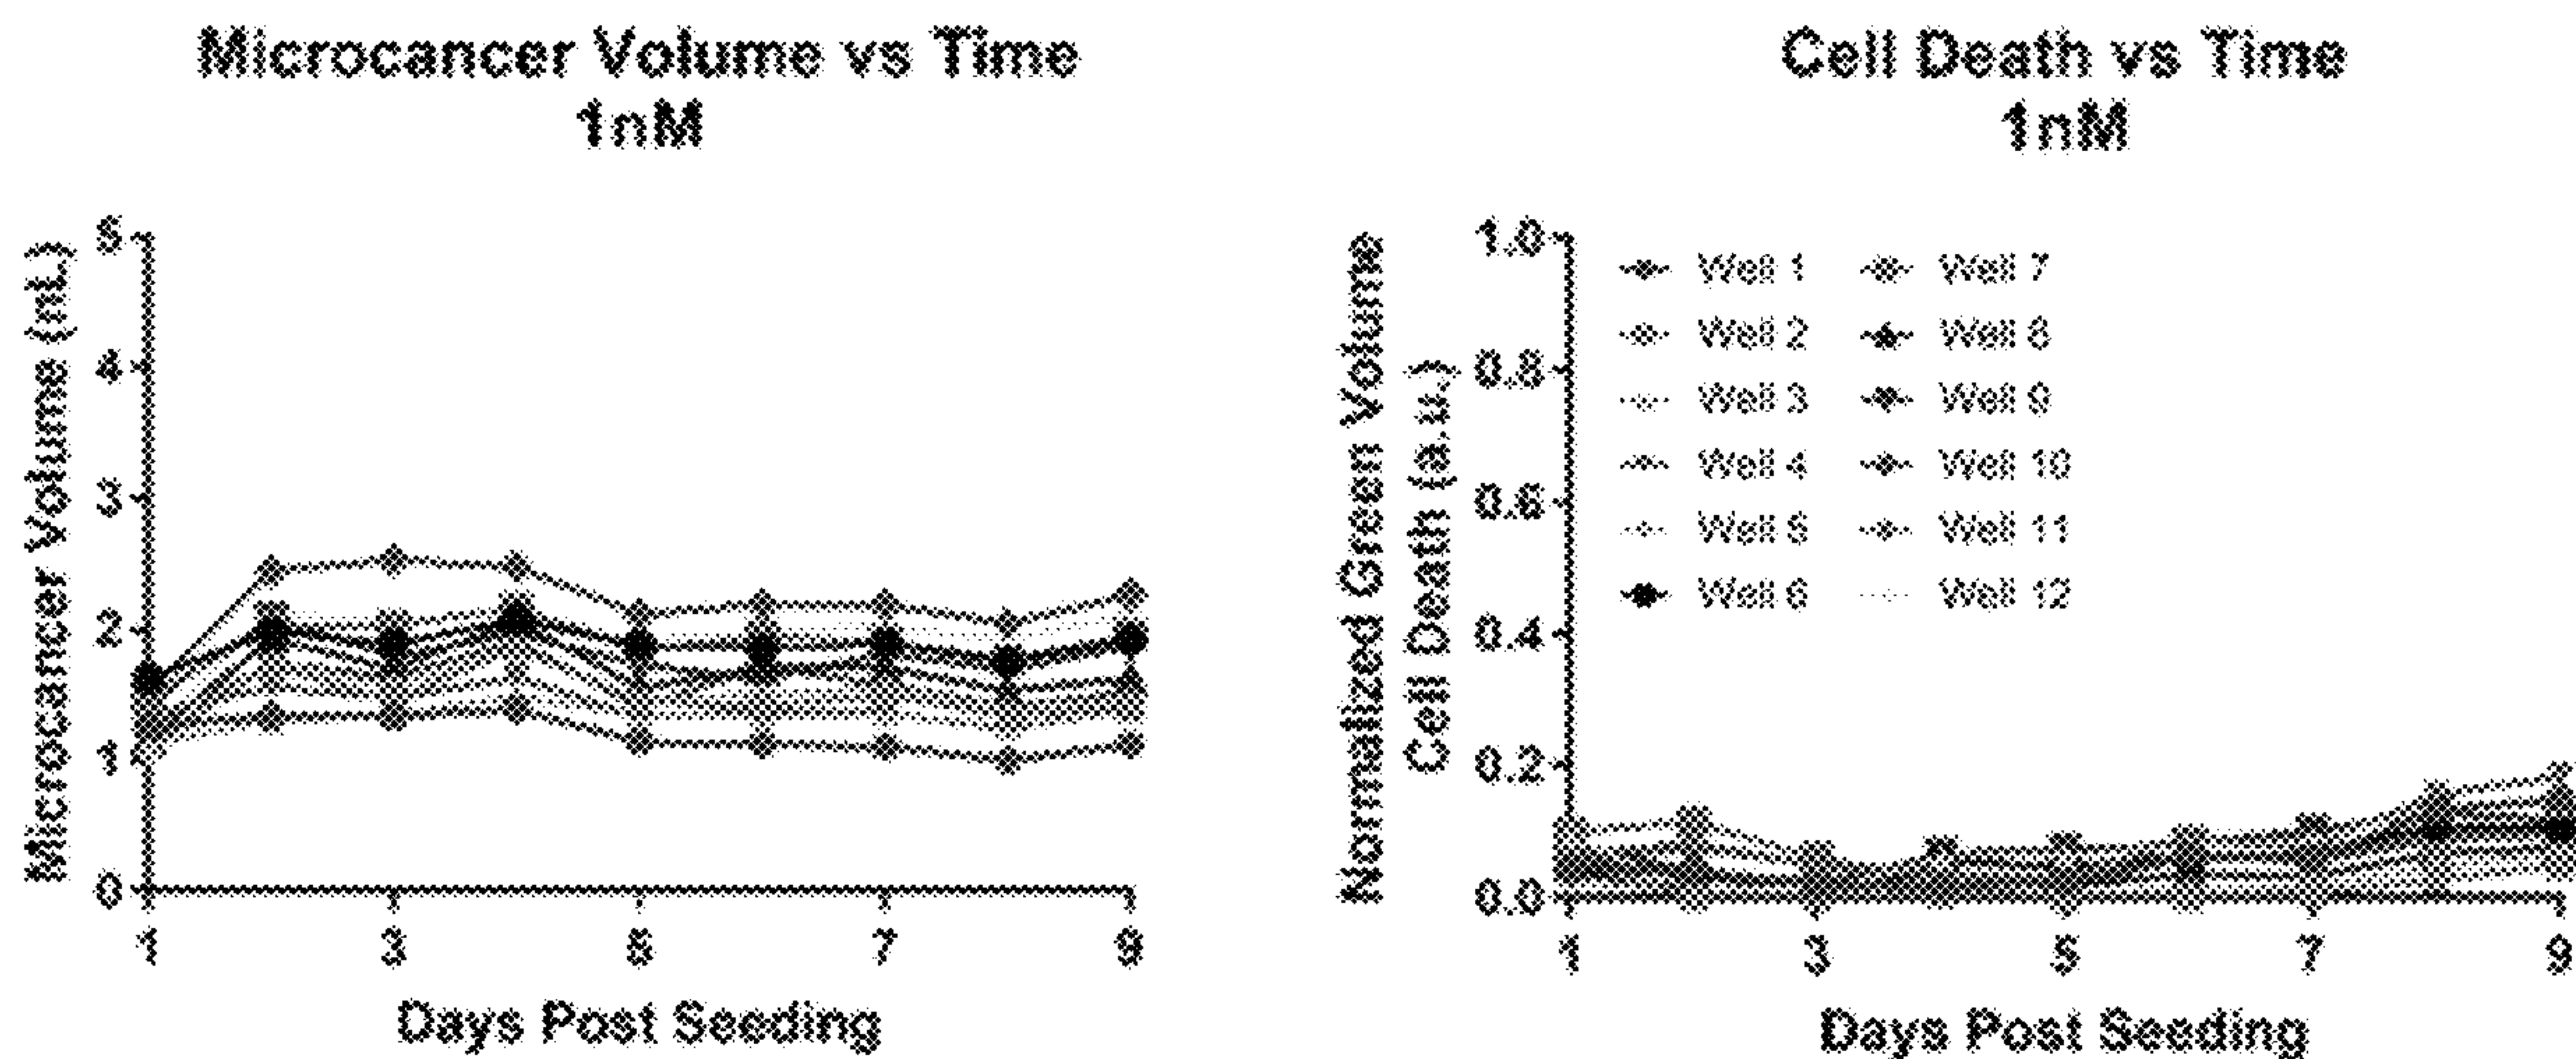 Microcancer Volume vs Time
1nM
Microcancer Volume (nL)
5
4
3
2
1
0
1 3 5 7 9
Days Post Seeding
Cell Death vs Time
1nM
Normalized Green Volume
Cell Death (a.u.)
1.0
0.8
0.6
0.4
0.2
0.0
Well 1 Well 7
Well 2 Well 8
Well 3 Well 9
Well 4 Well 10
Well 5 Well 11
Well 6 Well 12
1 3 5 7 9
Days Post Seeding